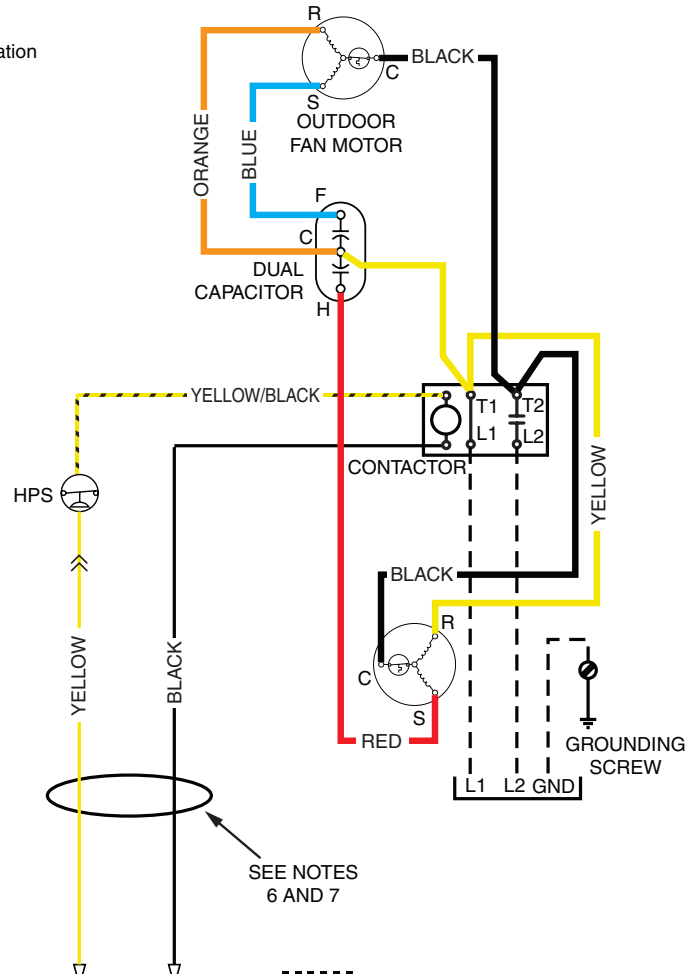 R
ation
BLACK
C
S
OUTDOOR
FAN MOTOR
ORANGE
BLUE
F
C
DUAL
CAPACITOR
H
YELLOW/BLACK
T1
T2
L1
L2
CONTACTOR
HPS
YELLOW
BLACK
R
C
S
RED
YELLOW
BLACK
GROUNDING
SCREW
L1
L2
GND
SEE NOTES
6 AND 7